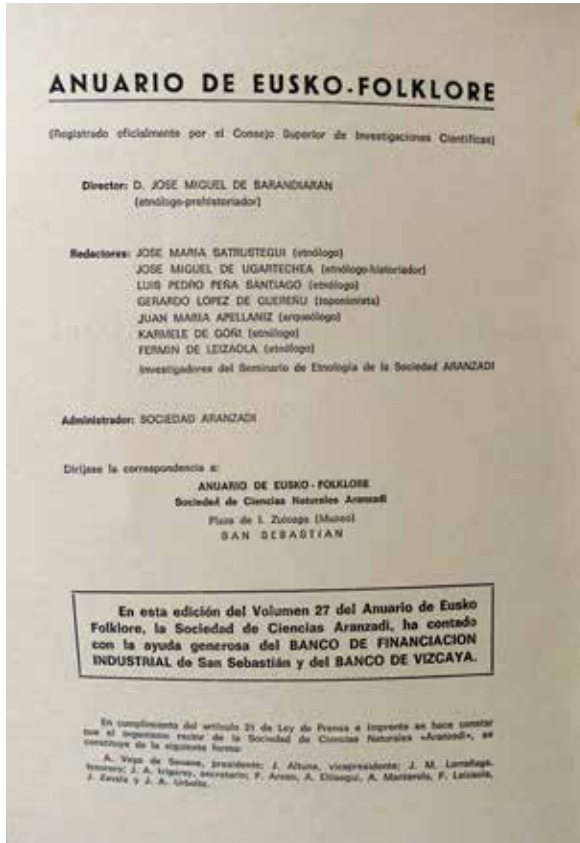 ANUARIO DE EUSKO-FOLKLORE
(Registrado oficialmente por el Consejo Superior de Investigaciones Científicas)
Director: D. JOSE MIGUEL DE BARANDIARAN
(etnólogo-prehistoriador)
Redactores: JOSE MARIA SATRUSTEGUI (etnólogo)
JOSE MIGUEL DE UGARTECHEA (etnólogo-historiador)
LUIS PEDRO PEÑA SANTIAGO (etnólogo)
GERARDO LOPEZ DE GUEREÑU (toponimista)
JUAN MARIA APELLANIZ (arqueólogo)
KARMELE DE GOÑI (etnólogo)
FERMIN DE LEIZAOLA (etnólogo)
Investigadores del Seminario de Etnología de la Sociedad ARANZADI
Administrador: SOCIEDAD ARANZADI
Diríjase la correspondencia a:
ANUARIO DE EUSKO-FOLKLORE
Sociedad de Ciencias Naturales Aranzadi
Plaza de I. Zuloaga (Museo)
SAN SEBASTIAN
En esta edición del Volumen 27 del Anuario de Eusko
Folklore, la Sociedad de Ciencias Aranzadi, ha contado
con la ayuda generosa del BANCO DE FINANCIACION
INDUSTRIAL de San Sebastián y del BANCO DE VIZCAYA.
En cumplimiento del artículo 21 de Ley de Prensa e Imprenta se hace constar
que el organismo rector de la Sociedad de Ciencias Naturales «Aranzadi», se
constituye de la siguiente forma:
A. Vega de Seoane, presidente; J. Altuna, vicepresidente; J. M. Larrañaga,
tesorero; J. A. Irigaray, secretario; F. Aranaz, A. Elósegui, A. Manterola, F. Leizaola,
J. Zavala y J. A. Urbeltz.